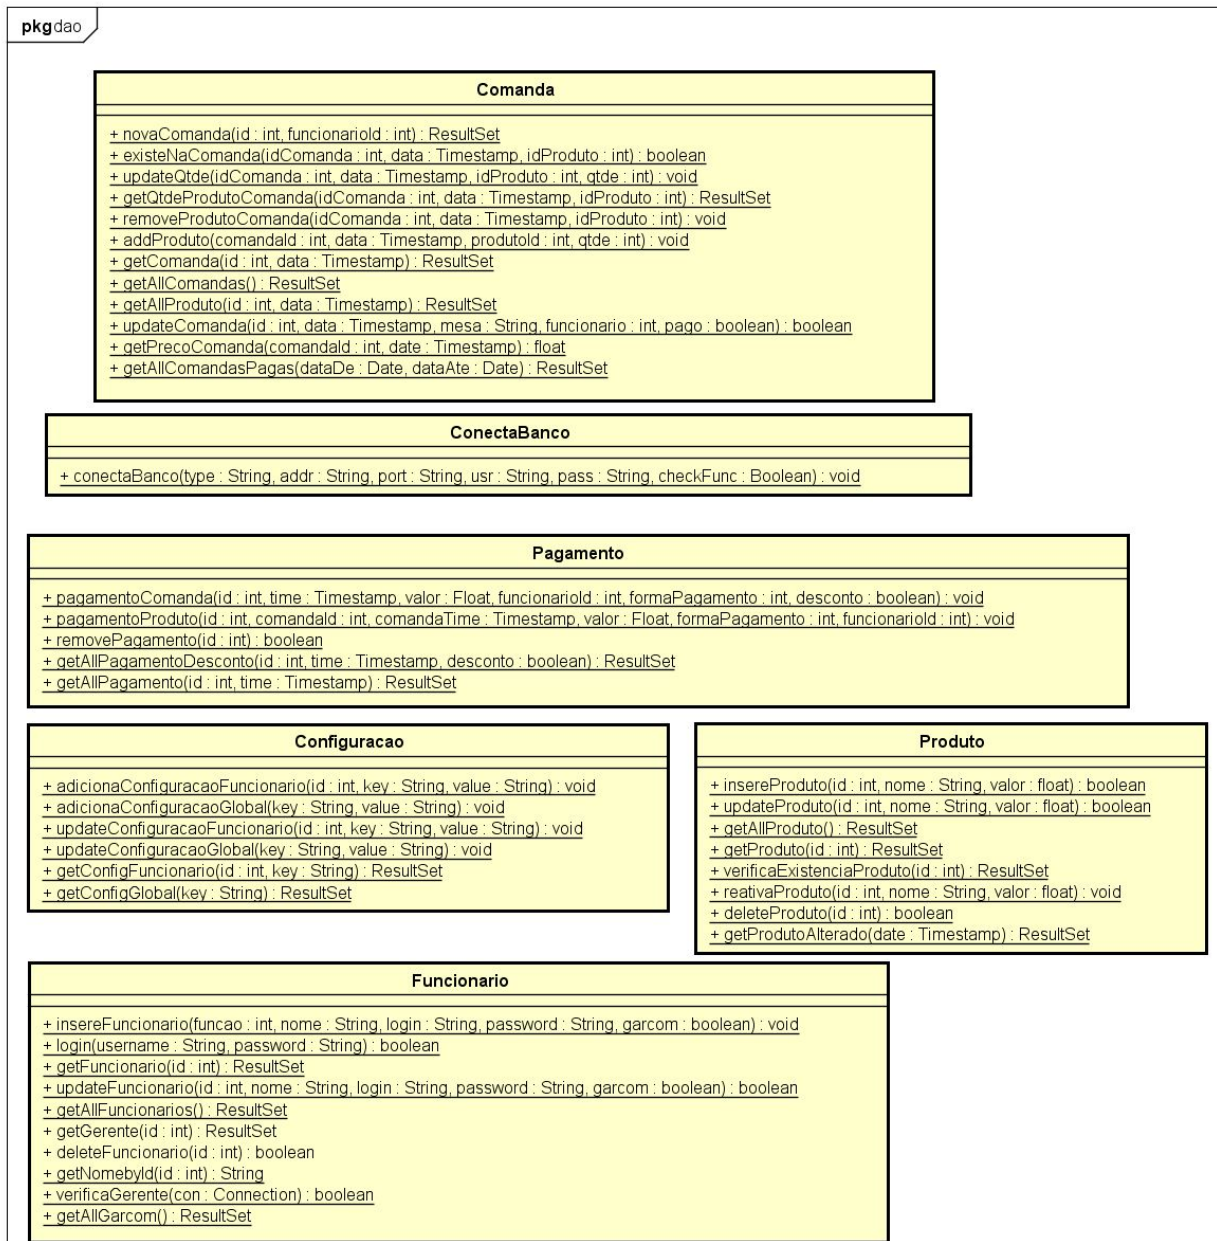 pkg dao
Comanda
+ novaComanda(id : int, funcionarioId : int) : ResultSet
+ existeNaComanda(idComanda : int, data : Timestamp, idProduto : int) : boolean
+ updateQtde(idComanda : int, data : Timestamp, idProduto : int, qtde : int) : void
+ getQtdeProdutoComanda(idComanda : int, data : Timestamp, idProduto : int) : ResultSet
+ removeProdutoComanda(idComanda : int, data : Timestamp, idProduto : int) : void
+ addProduto(comandaId : int, data : Timestamp, produtoId : int, qtde : int) : void
+ getComanda(id : int, data : Timestamp) : ResultSet
+ getAllComandas() : ResultSet
+ getAllProduto(id : int, data : Timestamp) : ResultSet
+ updateComanda(id : int, data : Timestamp, mesa : String, funcionario : int, pago : boolean) : boolean
+ getPrecoComanda(comandaId : int, date : Timestamp) : float
+ getAllComandasPagas(dataDe : Date, dataAte : Date) : ResultSet
ConectaBanco
+ conectaBanco(type : String, addr : String, port : String, usr : String, pass : String, checkFunc : Boolean) : void
Pagamento
+ pagamentoComanda(id : int, time : Timestamp, valor : Float, funcionarioId : int, formaPagamento : int, desconto : boolean) : void
+ pagamentoProduto(id : int, comandaId : int, comandaTime : Timestamp, valor : Float, formaPagamento : int, funcionarioId : int) : void
+ removePagamento(id : int) : boolean
+ getAllPagamentoDesconto(id : int, time : Timestamp, desconto : boolean) : ResultSet
+ getAllPagamento(id : int, time : Timestamp) : ResultSet
Configuracao
+ adicionaConfiguracaoFuncionario(id : int, key : String, value : String) : void
+ adicionaConfiguracaoGlobal(key : String, value : String) : void
+ updateConfiguracaoFuncionario(id : int, key : String, value : String) : void
+ updateConfiguracaoGlobal(key : String, value : String) : void
+ getConfigFuncionario(id : int, key : String) : ResultSet
+ getConfigGlobal(key : String) : ResultSet
Produto
+ insereProduto(id : int, nome : String, valor : float) : boolean
+ updateProduto(id : int, nome : String, valor : float) : boolean
+ getAllProduto() : ResultSet
+ getProduto(id : int) : ResultSet
+ verificaExistenciaProduto(id : int) : ResultSet
+ reativaProduto(id : int, nome : String, valor : float) : void
+ deleteProduto(id : int) : boolean
+ getProdutoAlterado(date : Timestamp) : ResultSet
Funcionario
+ insereFuncionario(funcao : int, nome : String, login : String, password : String, garcom : boolean) : void
+ login(username : String, password : String) : boolean
+ getFuncionario(id : int) : ResultSet
+ updateFuncionario(id : int, nome : String, login : String, password : String, garcom : boolean) : boolean
+ getAllFuncionarios() : ResultSet
+ getGerente(id : int) : ResultSet
+ deleteFuncionario(id : int) : boolean
+ getNomebyId(id : int) : String
+ verificaGerente(con : Connection) : boolean
+ getAllGarcom() : ResultSet